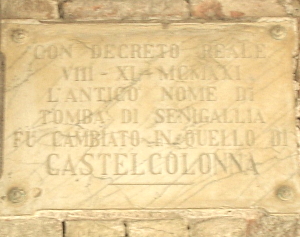 CON DECRETO REALE
VIII-XI-MCMXXI
L'ANTICO NOME DI
TOMBA DI SENIGALLIA
FU CAMBIATO IN QUELLO DI
CASTELCOLONNA